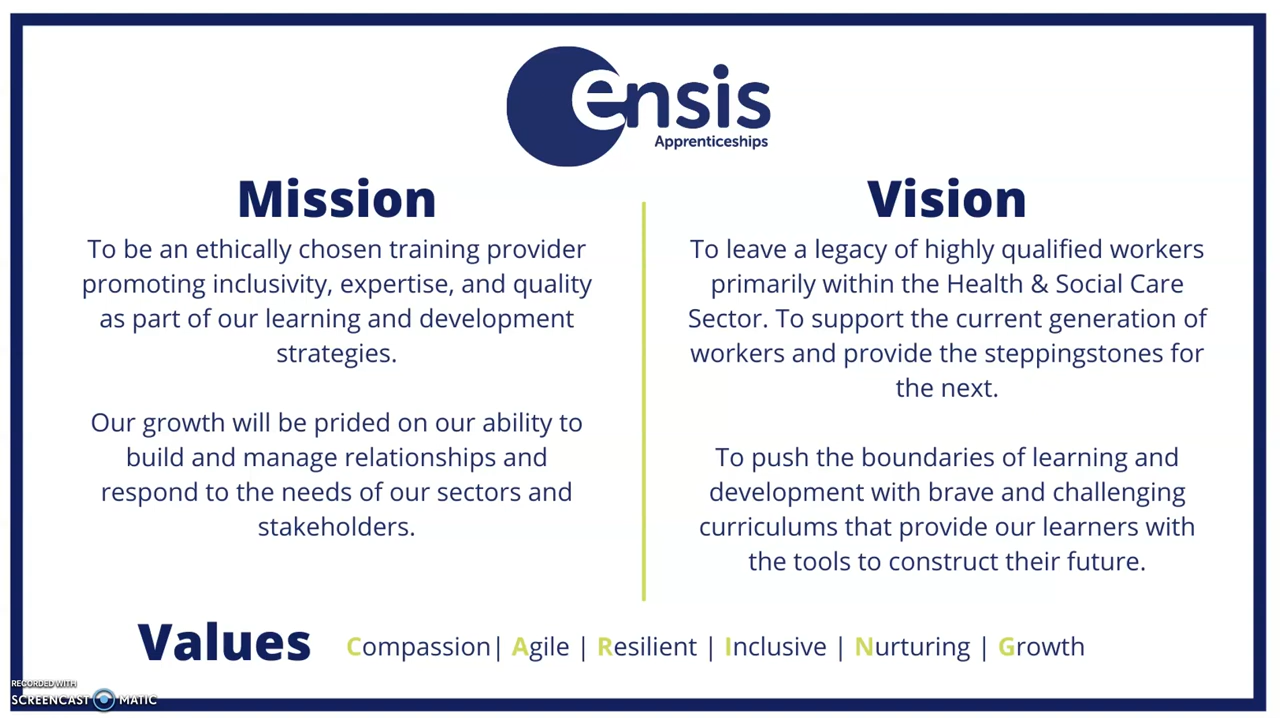 ensis
Apprenticeships
Mission
To be an ethically chosen training provider
promoting inclusivity, expertise, and quality
as part of our learning and development
strategies.
Our growth will be prided on our ability to
build and manage relationships and
respond to the needs of our sectors and
stakeholders.
Vision
To leave a legacy of highly qualified workers
primarily within the Health & Social Care
Sector. To support the current generation of
workers and provide the steppingstones for
the next.
To push the boundaries of learning and
development with brave and challenging
curriculums that provide our learners with
the tools to construct their future.
Values
Compassion| Agile | Resilient | Inclusive | Nurturing | Growth
RECORDED WITH
SCREENCAST MATIC